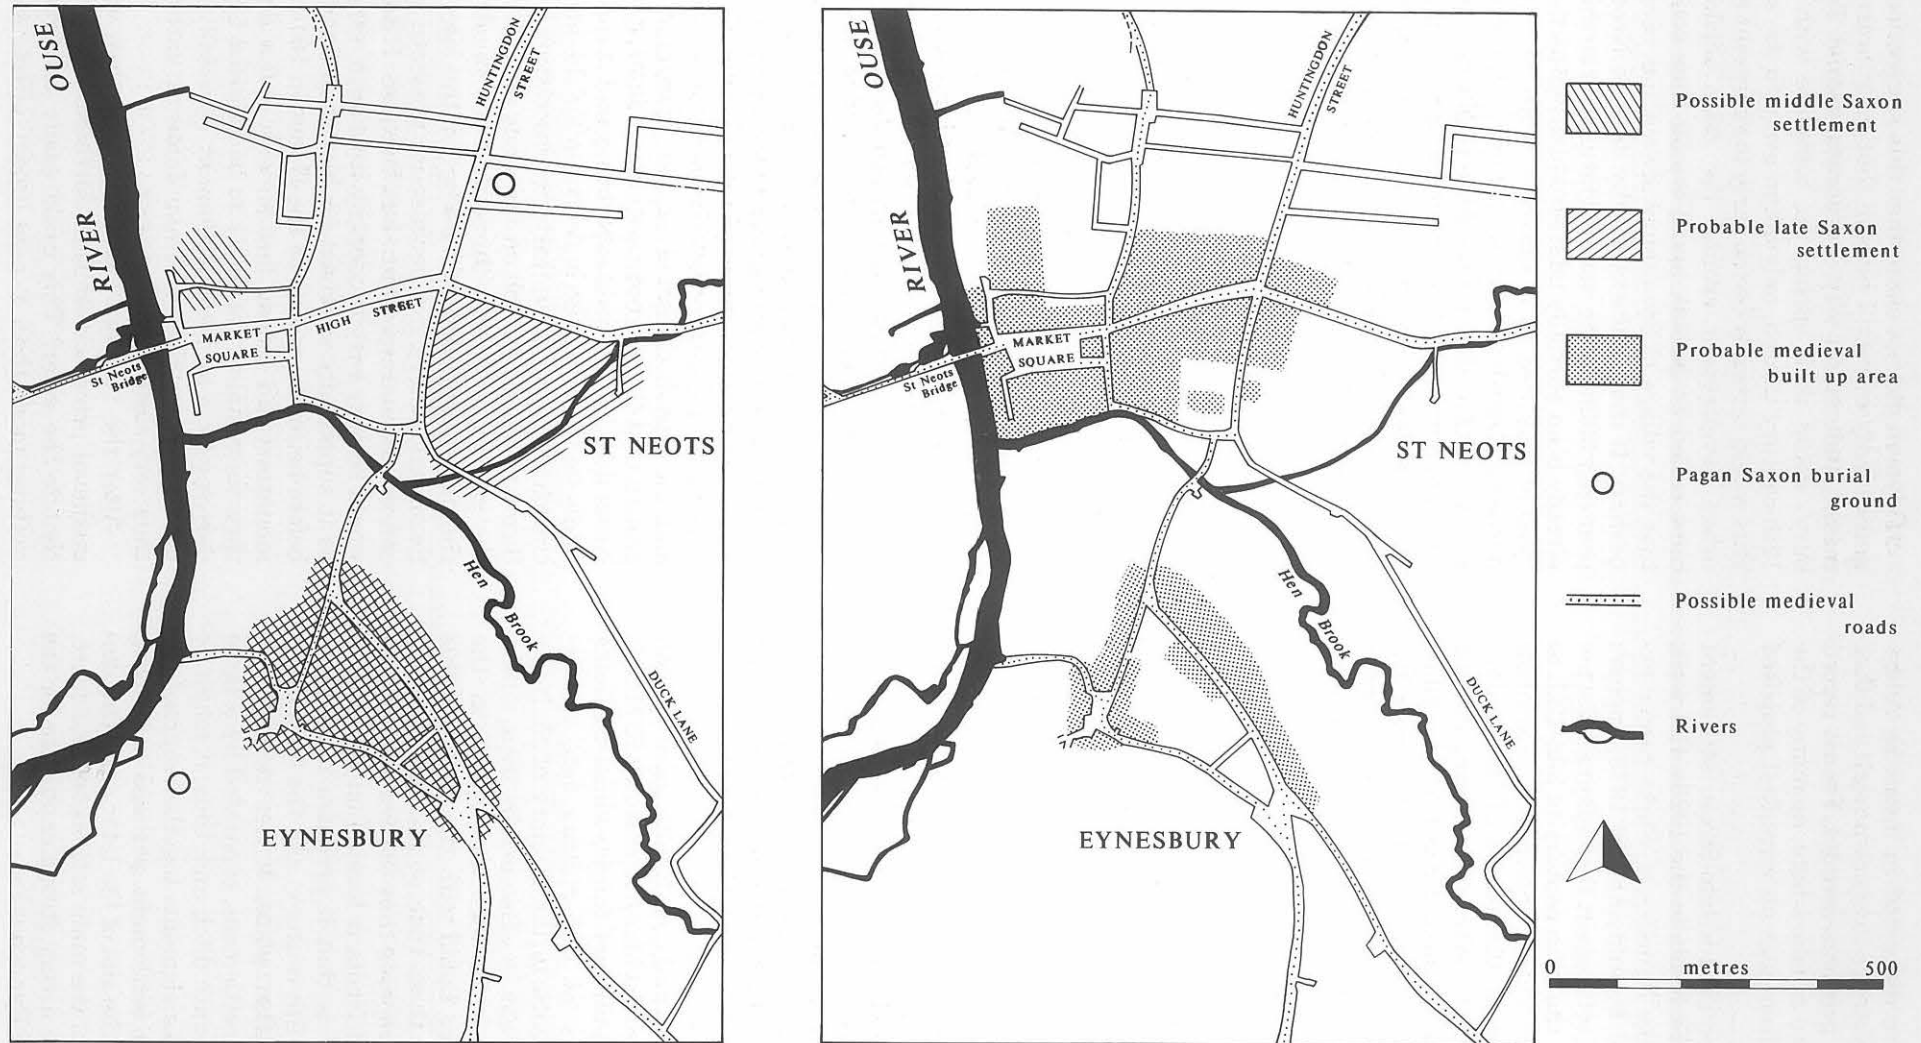 OUSE
RIVER
HUNTINGDON
STREET
HIGH STREET
MARKET
SQUARE
St Neots
Bridge
ST NEOTS
Hen
Brook
DUCK LANE
EYNESBURY
OUSE
RIVER
HUNTINGDON
STREET
MARKET
SQUARE
St Neots
Bridge
ST NEOTS
Hen
Brook
DUCK LANE
EYNESBURY
Possible middle Saxon
settlement
Probable late Saxon
settlement
Probable medieval
built up area
Pagan Saxon burial
ground
Possible medieval
roads
Rivers
0 metres 500